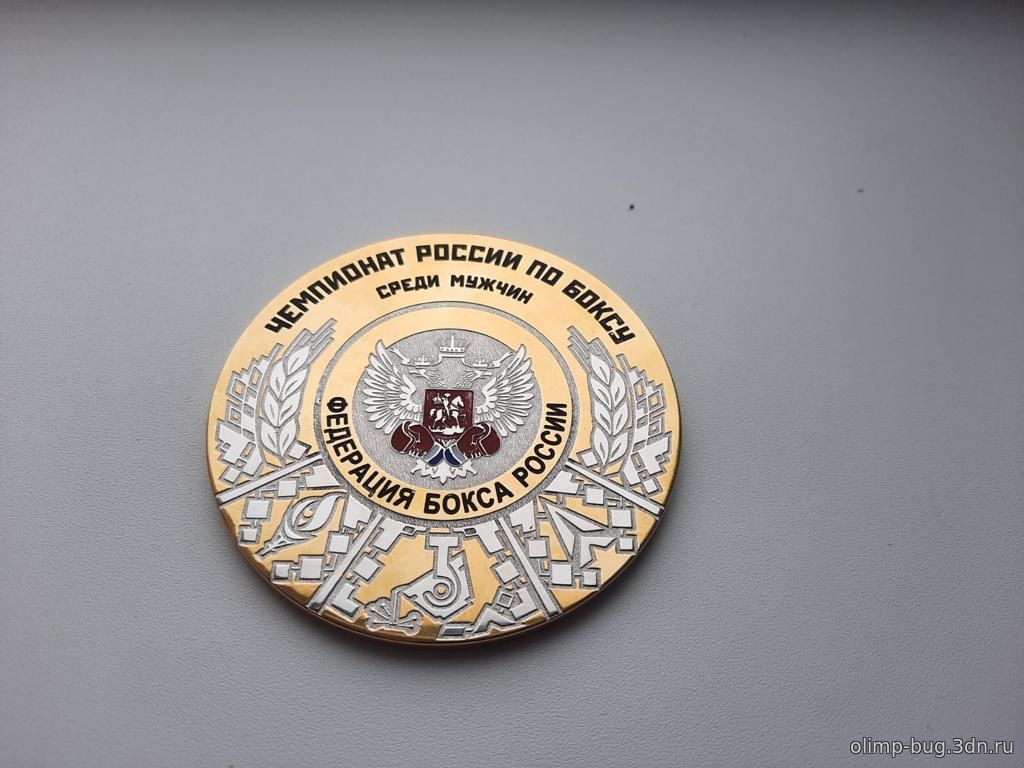 ЧЕМПИОНАТ РОССИИ ПО БОКСУ
СРЕДИ МУЖЧИН
ФЕДЕРАЦИЯ БОКСА РОССИИ
olimp-bug.3dn.ru